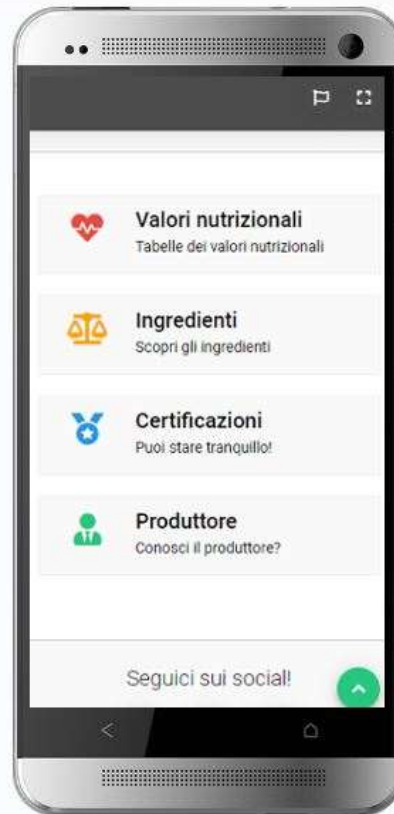 Valori nutrizionali
Tabelle dei valori nutrizionali
Ingredienti
Scopri gli ingredienti
Certificazioni
Puoi stare tranquillo!
Produttore
Conosci il produttore?
Seguici sui social!